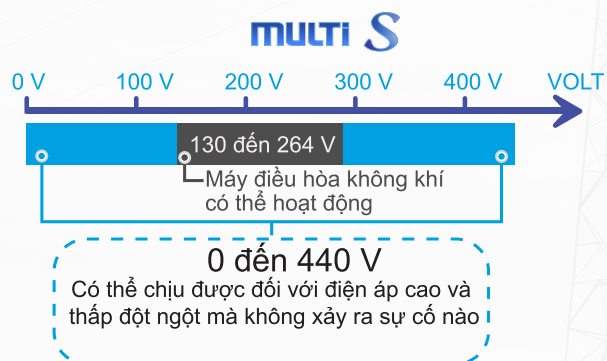 MULTi S
0 V 100 V 200 V 300 V 400 V VOLT
130 đến 264 V
Máy điều hòa không khí
có thể hoạt động
0 đến 440 V
Có thể chịu được đối với điện áp cao và
thấp đột ngột mà không xảy ra sự cố nào